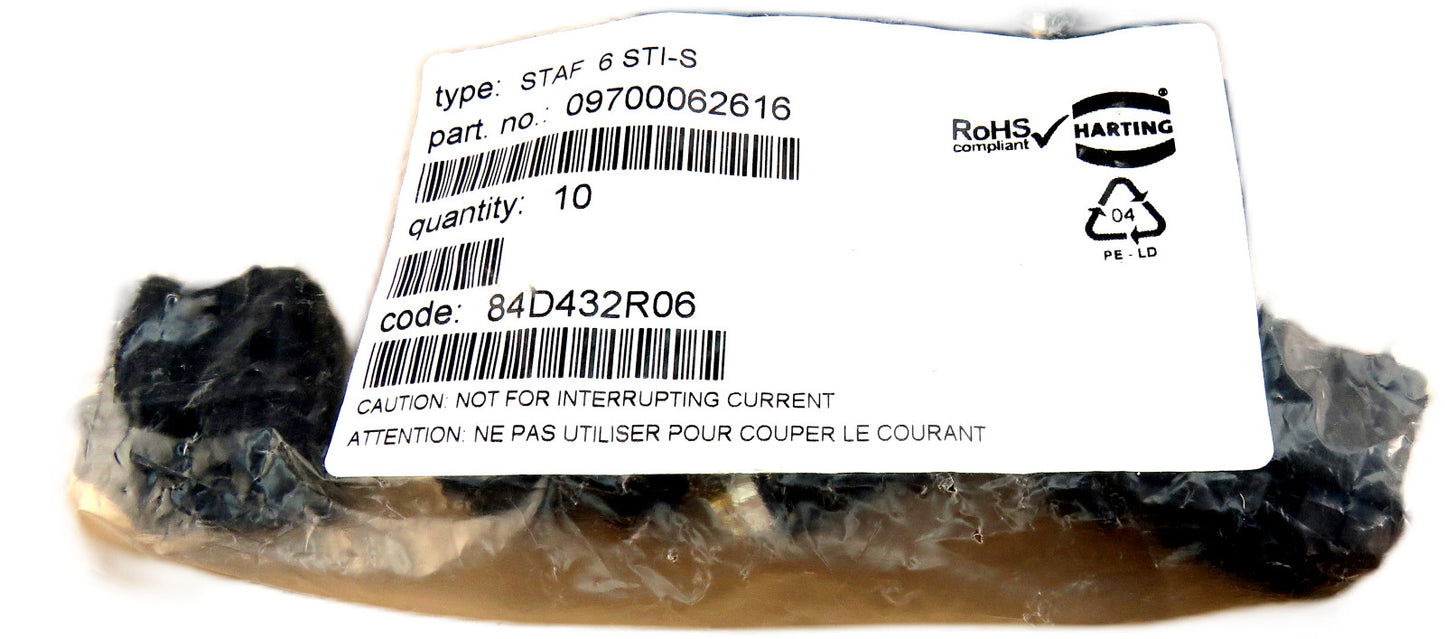 type: STAF 6 STI-S
part. no.: 09700062616
quantity: 10
code: 84D432R06
CAUTION: NOT FOR INTERRUPTING CURRENT
ATTENTION: NE PAS UTILISER POUR COUPER LE COURANT
RoHS
compliant
HARTING®
04
PE - LD